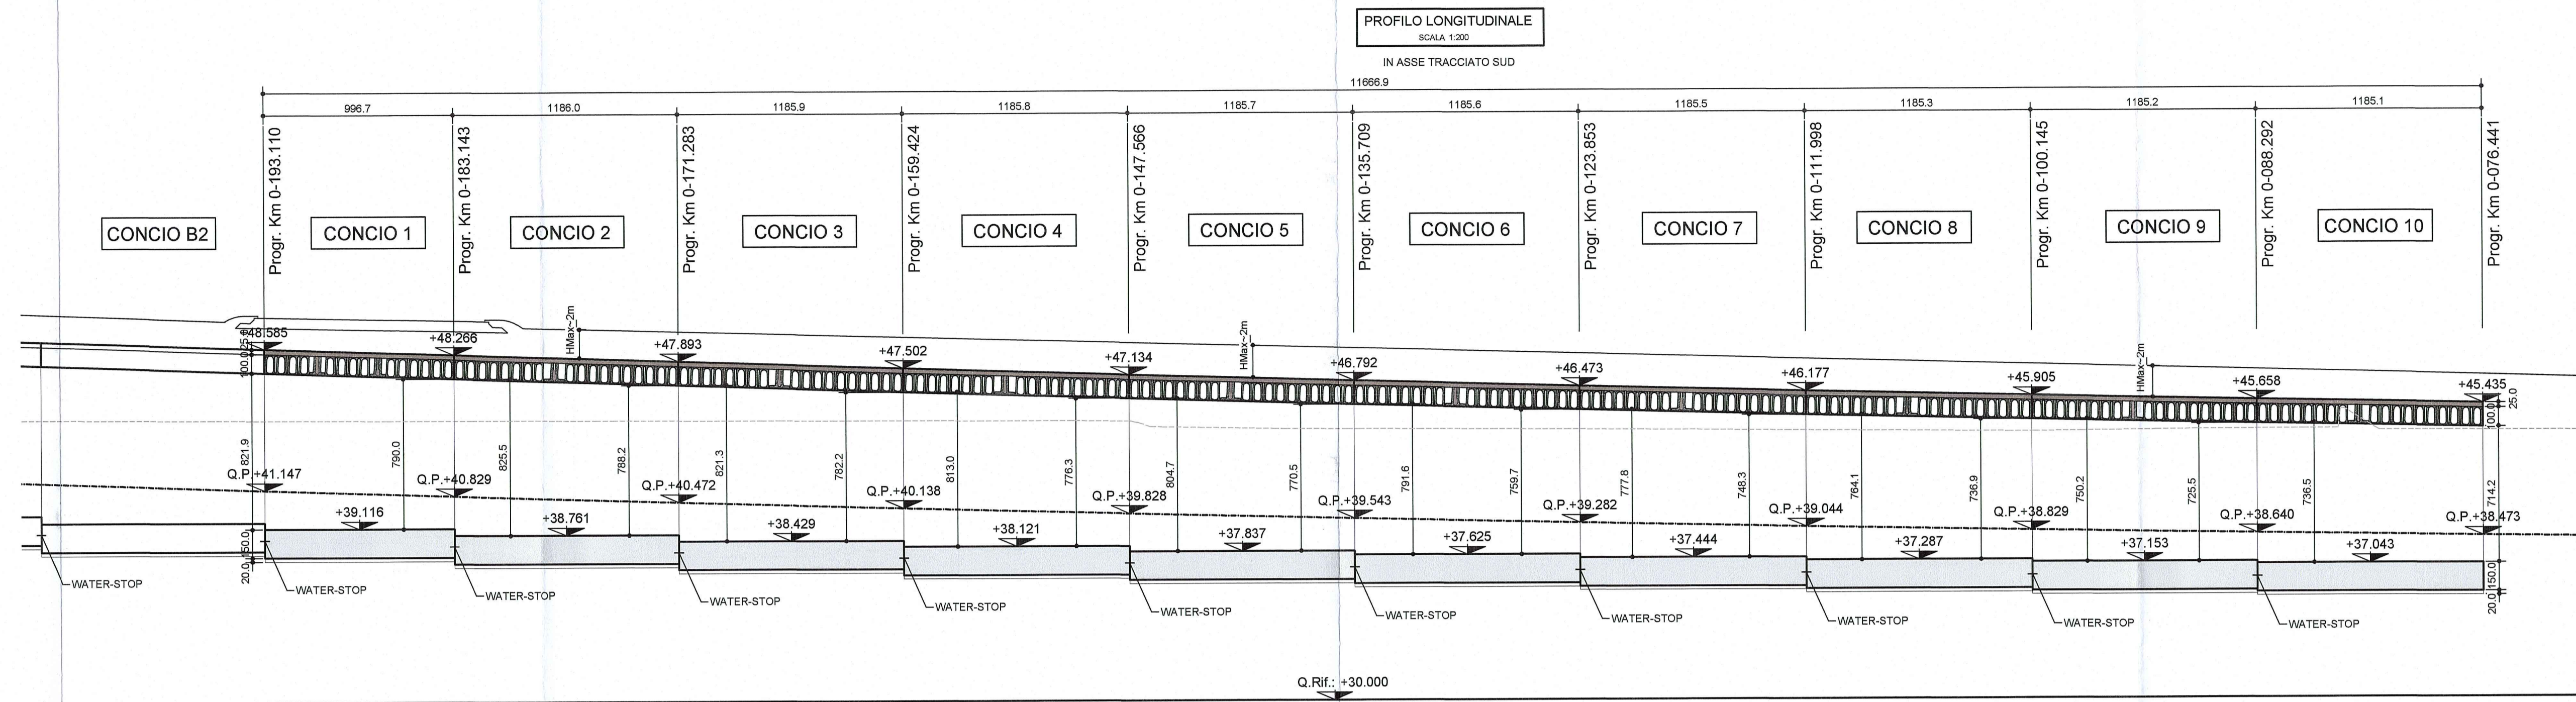 PROFILO LONGITUDINALE
SCALA 1:200
IN ASSE TRACCIATO SUD
11666.9
996.7 1186.0 1185.9 1185.8 1185.7 1185.6 1185.5 1185.3 1185.2 1185.1
Progr. Km 0-193.110
Progr. Km 0-183.143
Progr. Km 0-171.283
Progr. Km 0-159.424
Progr. Km 0-147.566
Progr. Km 0-135.709
Progr. Km 0-123.853
Progr. Km 0-111.998
Progr. Km 0-100.145
Progr. Km 0-088.292
Progr. Km 0-076.441
CONCIO B2 CONCIO 1 CONCIO 2 CONCIO 3 CONCIO 4 CONCIO 5 CONCIO 6 CONCIO 7 CONCIO 8 CONCIO 9 CONCIO 10
HMax~2m HMax~2m HMax~2m
+48.585 +48.266 +47.893 +47.502 +47.134 +46.792 +46.473 +46.177 +45.905 +45.658 +45.435
100.0 25.0
100.0 25.0
821.9 790.0 825.5 788.2 821.3 782.2 813.0 776.3 804.7 770.5 791.6 759.7 777.8 748.3 764.1 736.9 750.2 725.5 736.5 714.2
Q.P.+41.147 Q.P.+40.829 Q.P.+40.472 Q.P.+40.138 Q.P.+39.828 Q.P.+39.543 Q.P.+39.282 Q.P.+39.044 Q.P.+38.829 Q.P.+38.640 Q.P.+38.473
+39.116 +38.761 +38.429 +38.121 +37.837 +37.625 +37.444 +37.287 +37.153 +37.043
20.0 150.0
20.0 150.0
WATER-STOP WATER-STOP WATER-STOP WATER-STOP WATER-STOP WATER-STOP WATER-STOP WATER-STOP WATER-STOP WATER-STOP WATER-STOP
Q.Rif.: +30.000